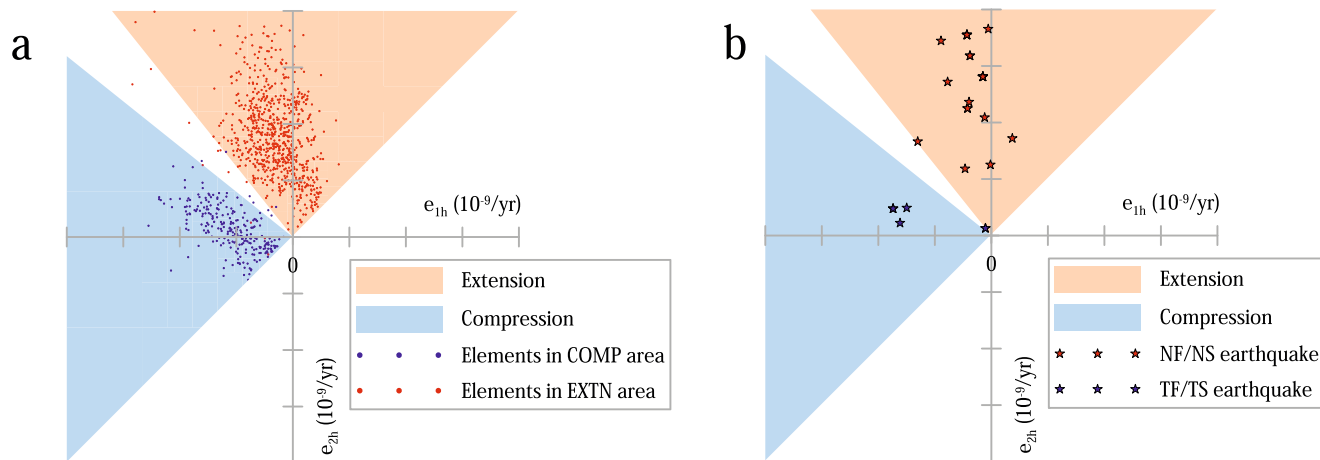 a
e1h (10-9/yr)
0
Extension
Compression
Elements in COMP area
Elements in EXTN area
e2h (10-9/yr)
b
e1h (10-9/yr)
0
Extension
Compression
NF/NS earthquake
TF/TS earthquake
e2h (10-9/yr)